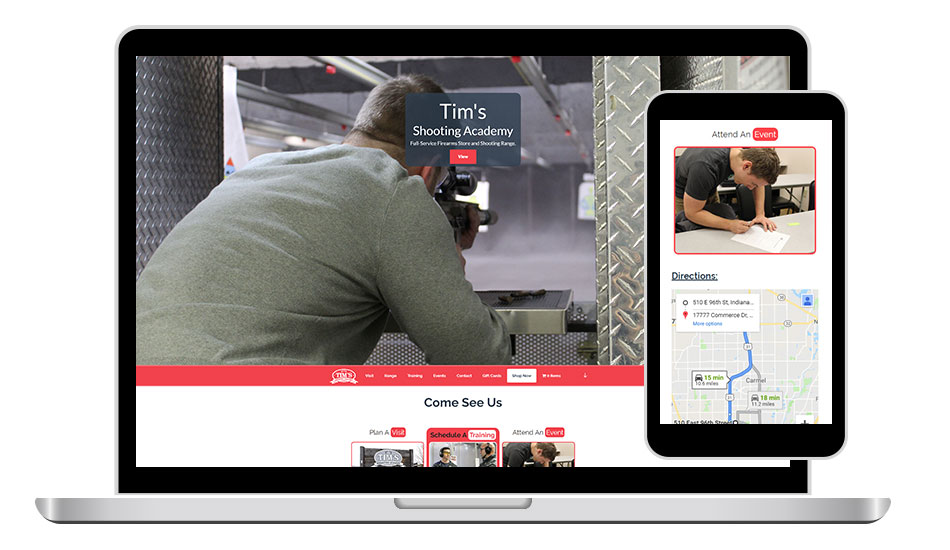 Tim's
Shooting Academy
Full-Service Firearms Store and Shooting Range.
View
TIM'S
Visit
Range
Training
Events
Contact
Gift Cards
Shop Now
0 items
Come See Us
Plan A Visit
Schedule A Training
Attend An Event
TIM'S
Attend An Event
Directions:
510 E 96th St, Indiana...
17777 Commerce Dr, ...
More options
31
15 min
10.6 miles
Carmel
18 min
11.2 miles
510 East 96th Street